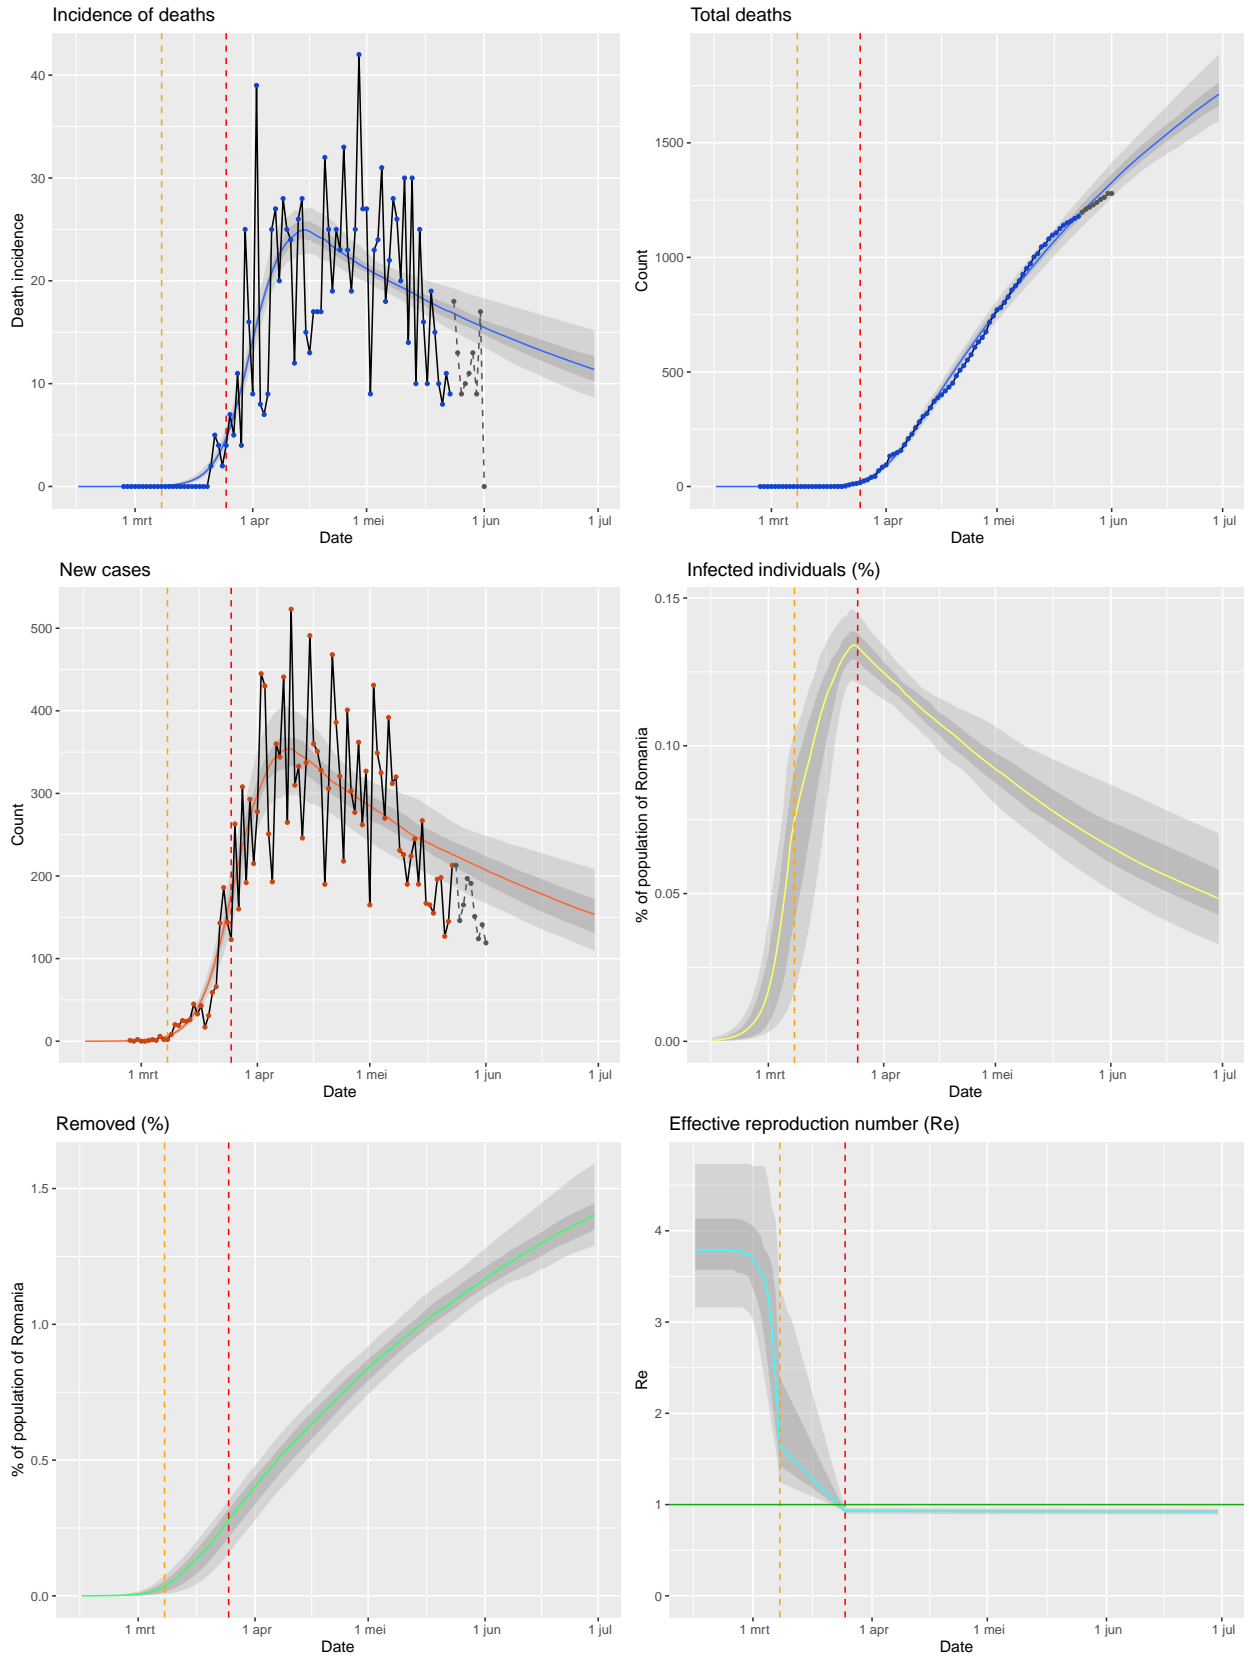 Incidence of deaths
Death incidence
40
30
20
10
0
1 mrt 1 apr 1 mei 1 jun 1 jul
Date
Total deaths
Count
1500
1000
500
0
1 mrt 1 apr 1 mei 1 jun 1 jul
Date
New cases
Count
500
400
300
200
100
0
1 mrt 1 apr 1 mei 1 jun 1 jul
Date
Infected individuals (%)
% of population of Romania
0.15
0.10
0.05
0.00
1 mrt 1 apr 1 mei 1 jun 1 jul
Date
Removed (%)
% of population of Romania
1.5
1.0
0.5
0.0
1 mrt 1 apr 1 mei 1 jun 1 jul
Date
Effective reproduction number (Re)
Re
4
3
2
1
0
1 mrt 1 apr 1 mei 1 jun 1 jul
Date